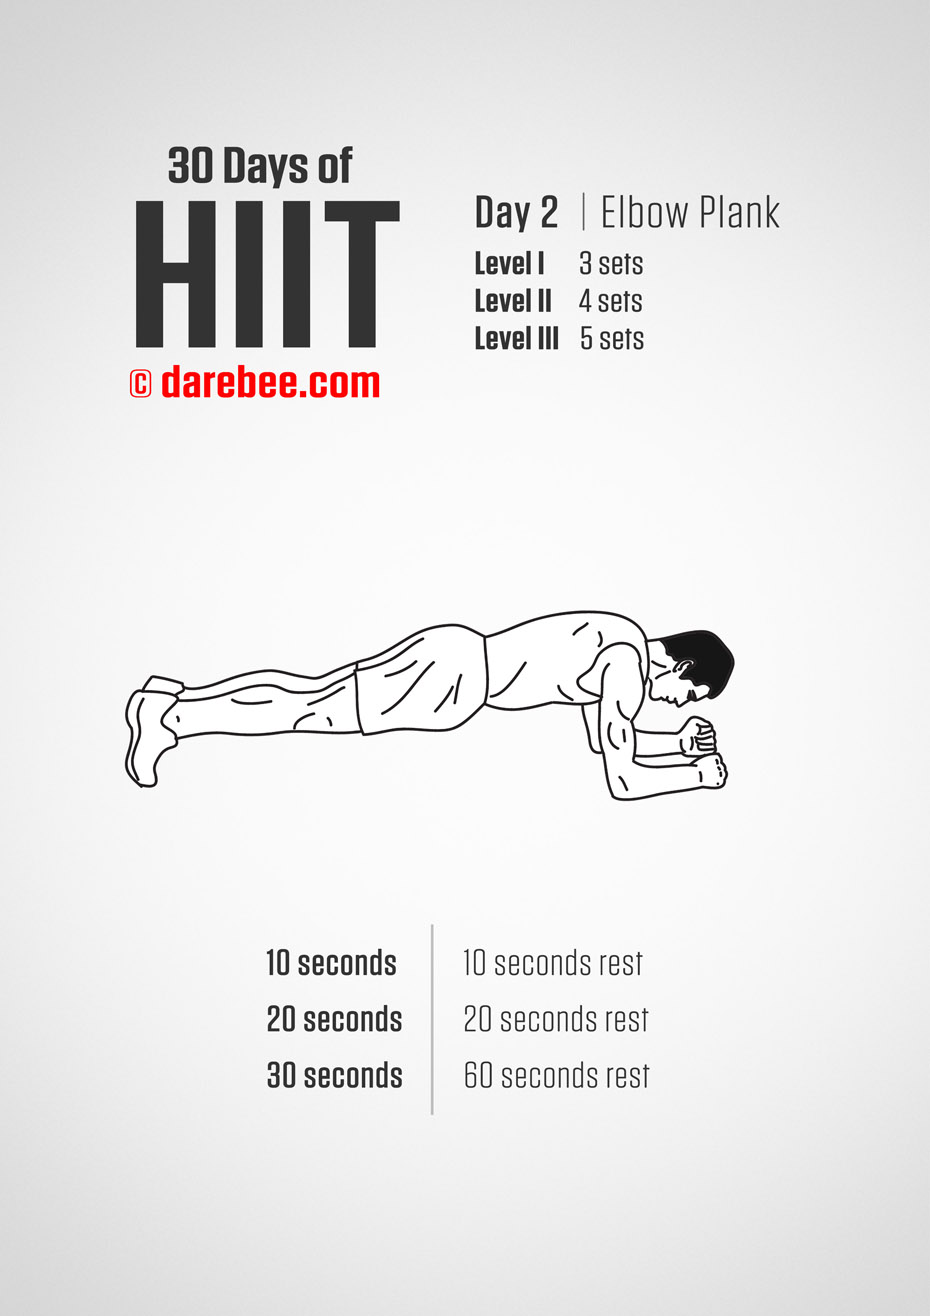 30 Days of
HIIT
© darebee.com
Day 2 | Elbow Plank
Level I 3 sets
Level II 4 sets
Level III 5 sets
10 seconds 10 seconds rest
20 seconds 20 seconds rest
30 seconds 60 seconds rest